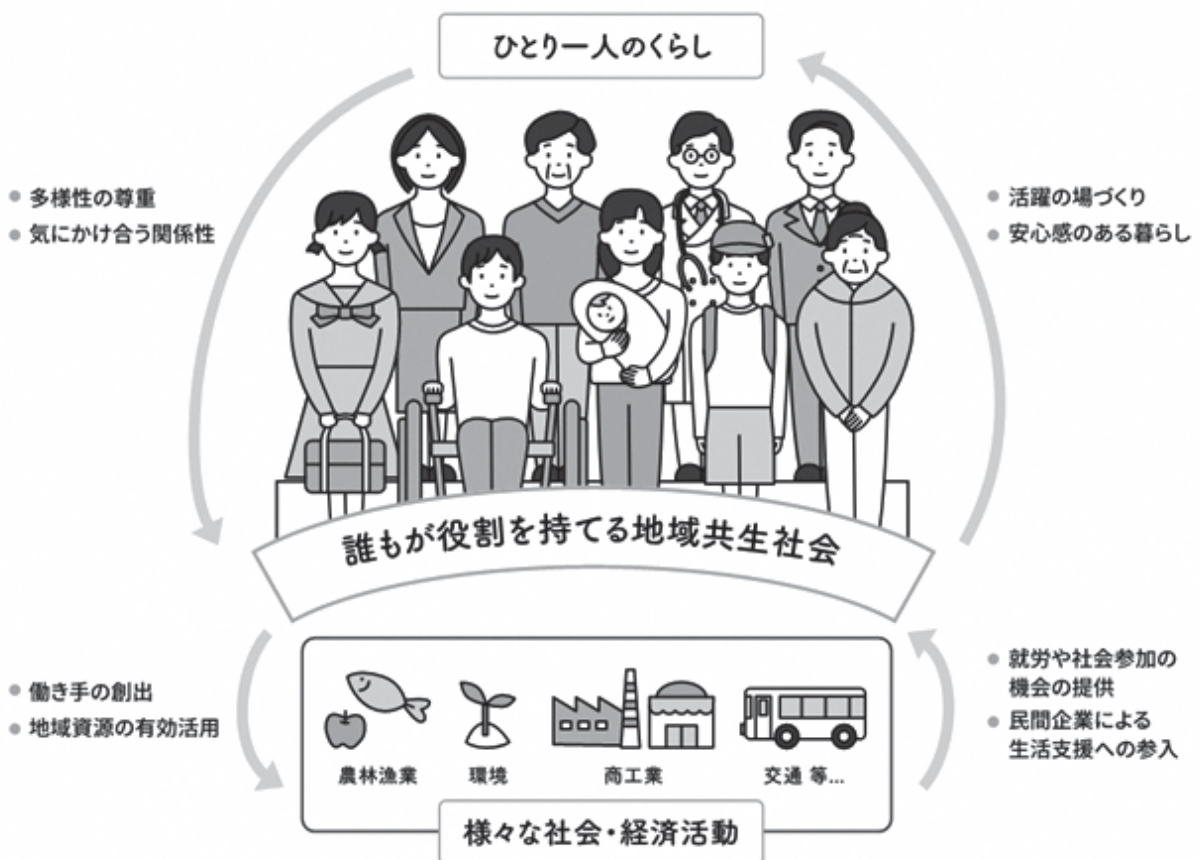 ひとり一人のくらし
多様性の尊重
気にかけ合う関係性
活躍の場づくり
安心感のある暮らし
誰もが役割を持てる地域共生社会
働き手の創出
地域資源の有効活用
就労や社会参加の
機会の提供
民間企業による
生活支援への参入
農林漁業
環境
商工業
交通 等...
様々な社会・経済活動